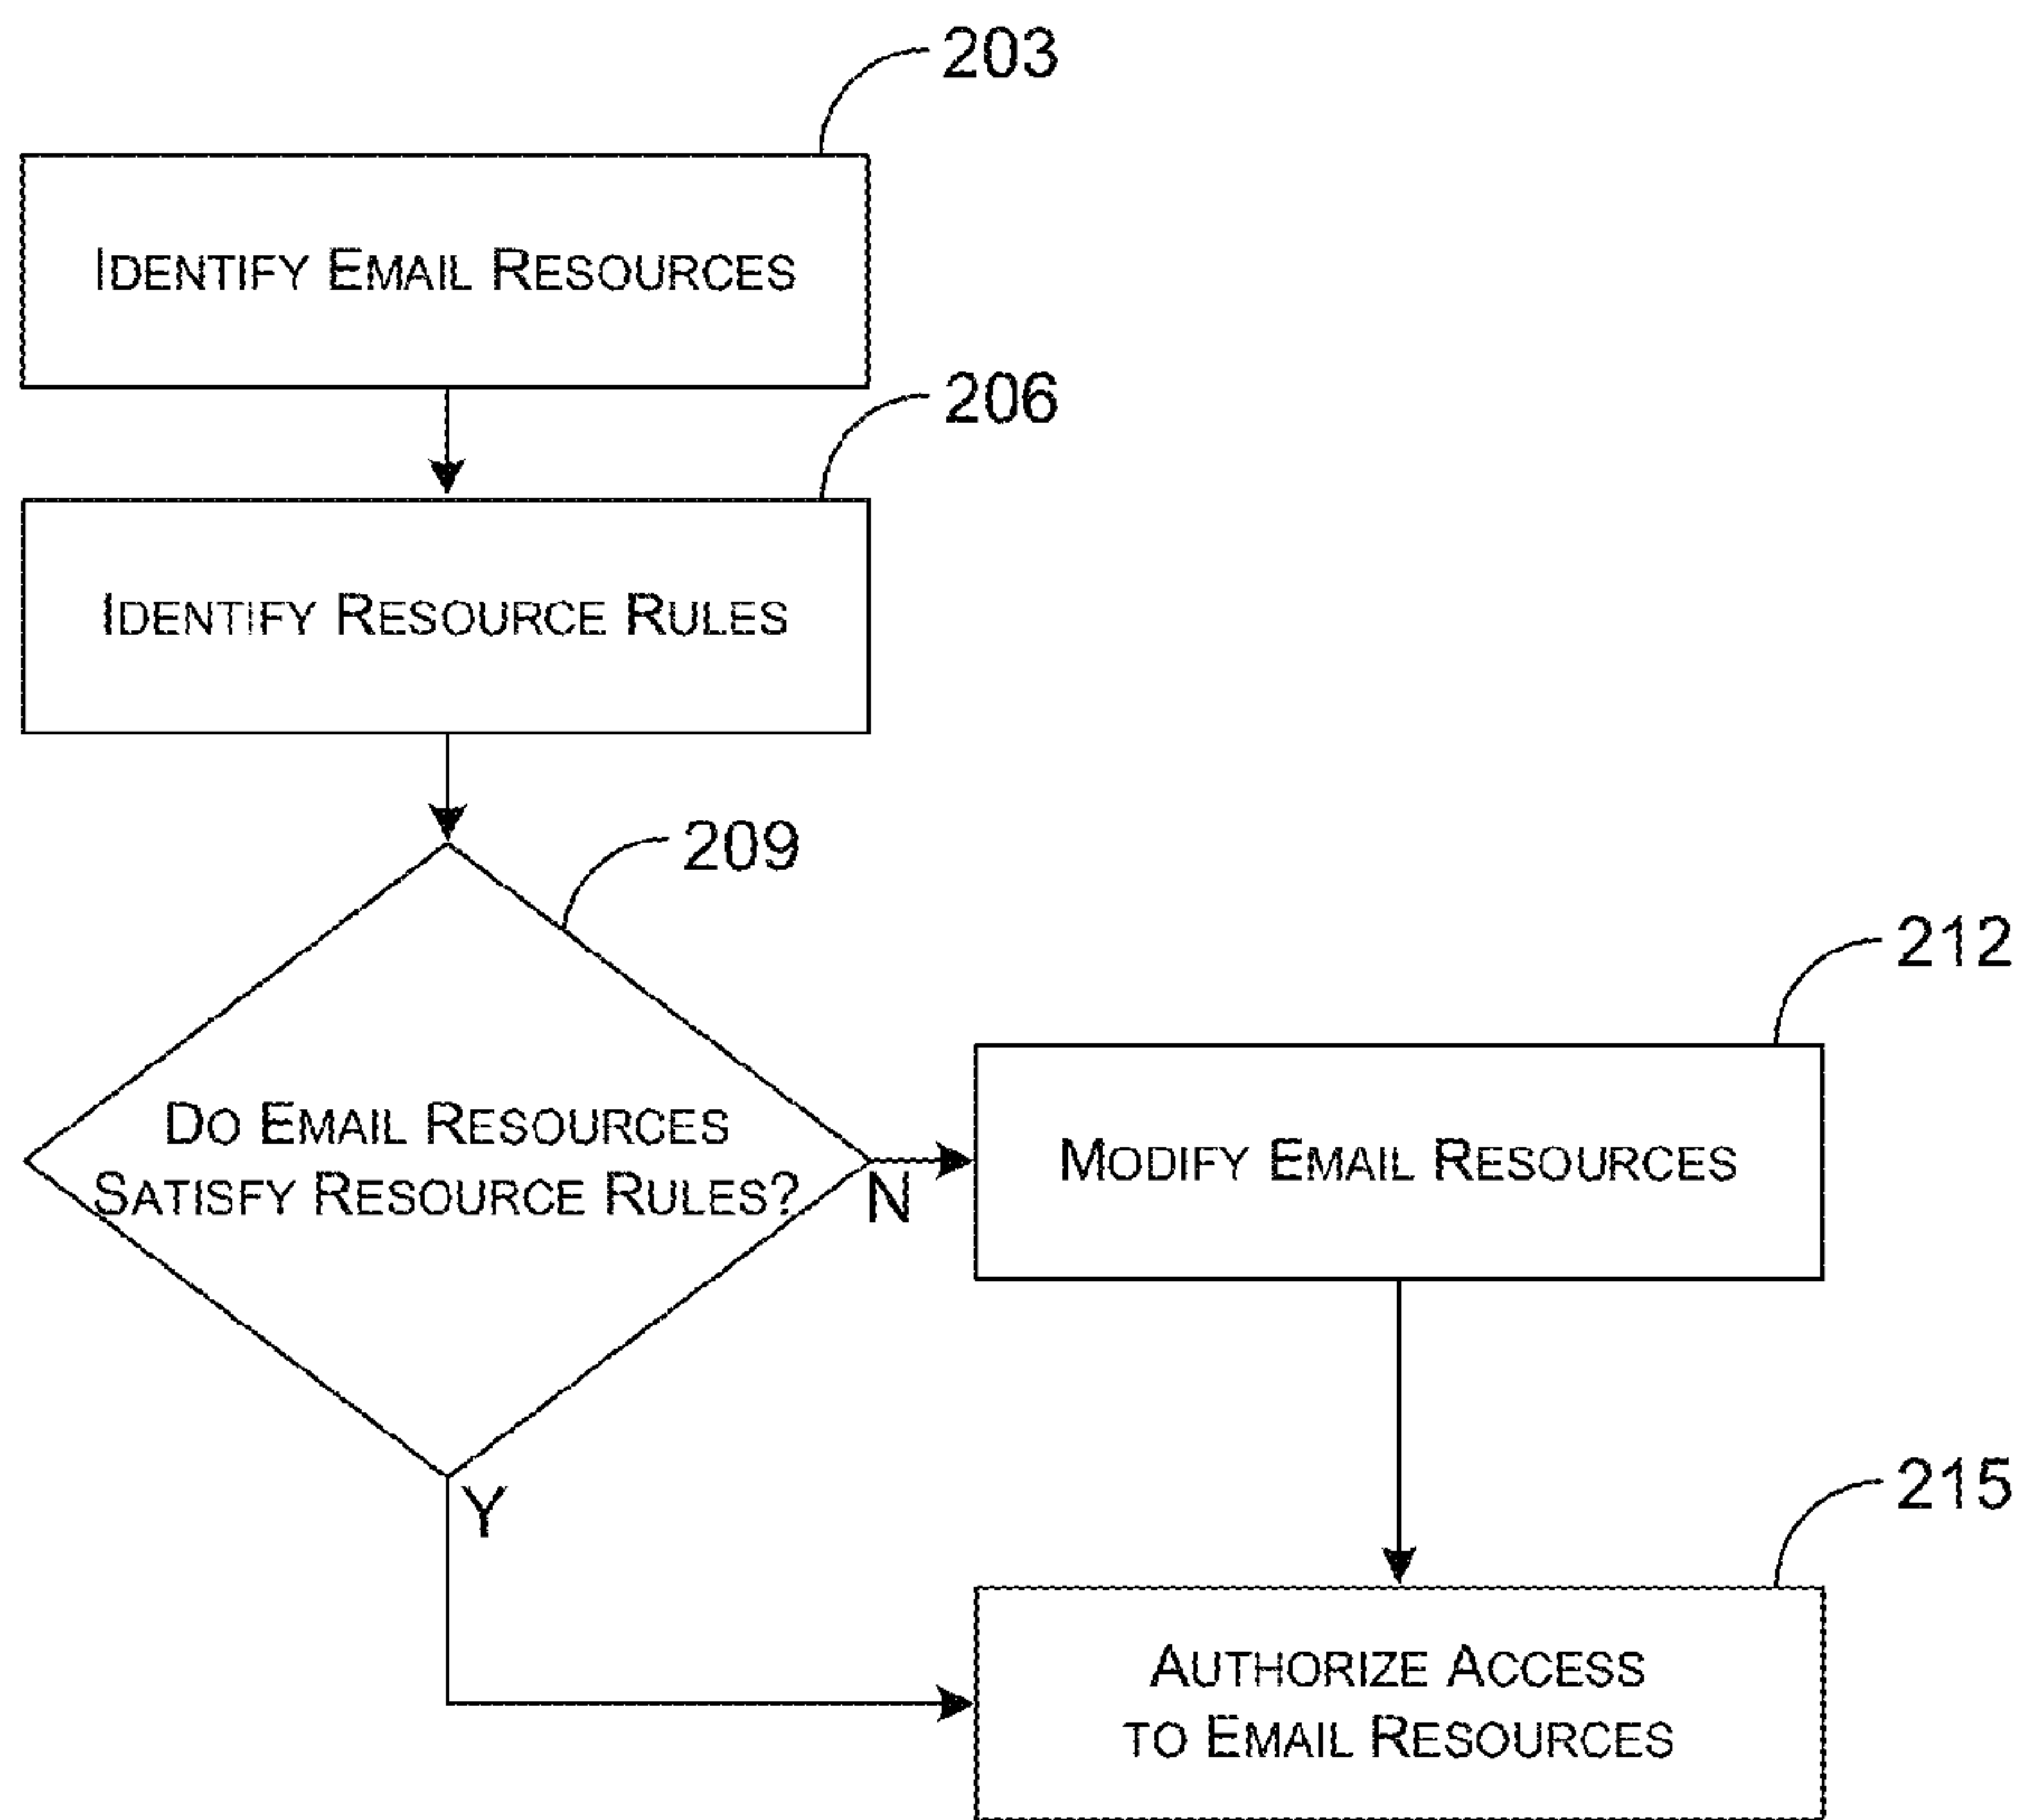 203
IDENTIFY EMAIL RESOURCES
206
IDENTIFY RESOURCE RULES
209
DO EMAIL RESOURCES
SATISFY RESOURCE RULES?
N
Y
212
MODIFY EMAIL RESOURCES
215
AUTHORIZE ACCESS
TO EMAIL RESOURCES